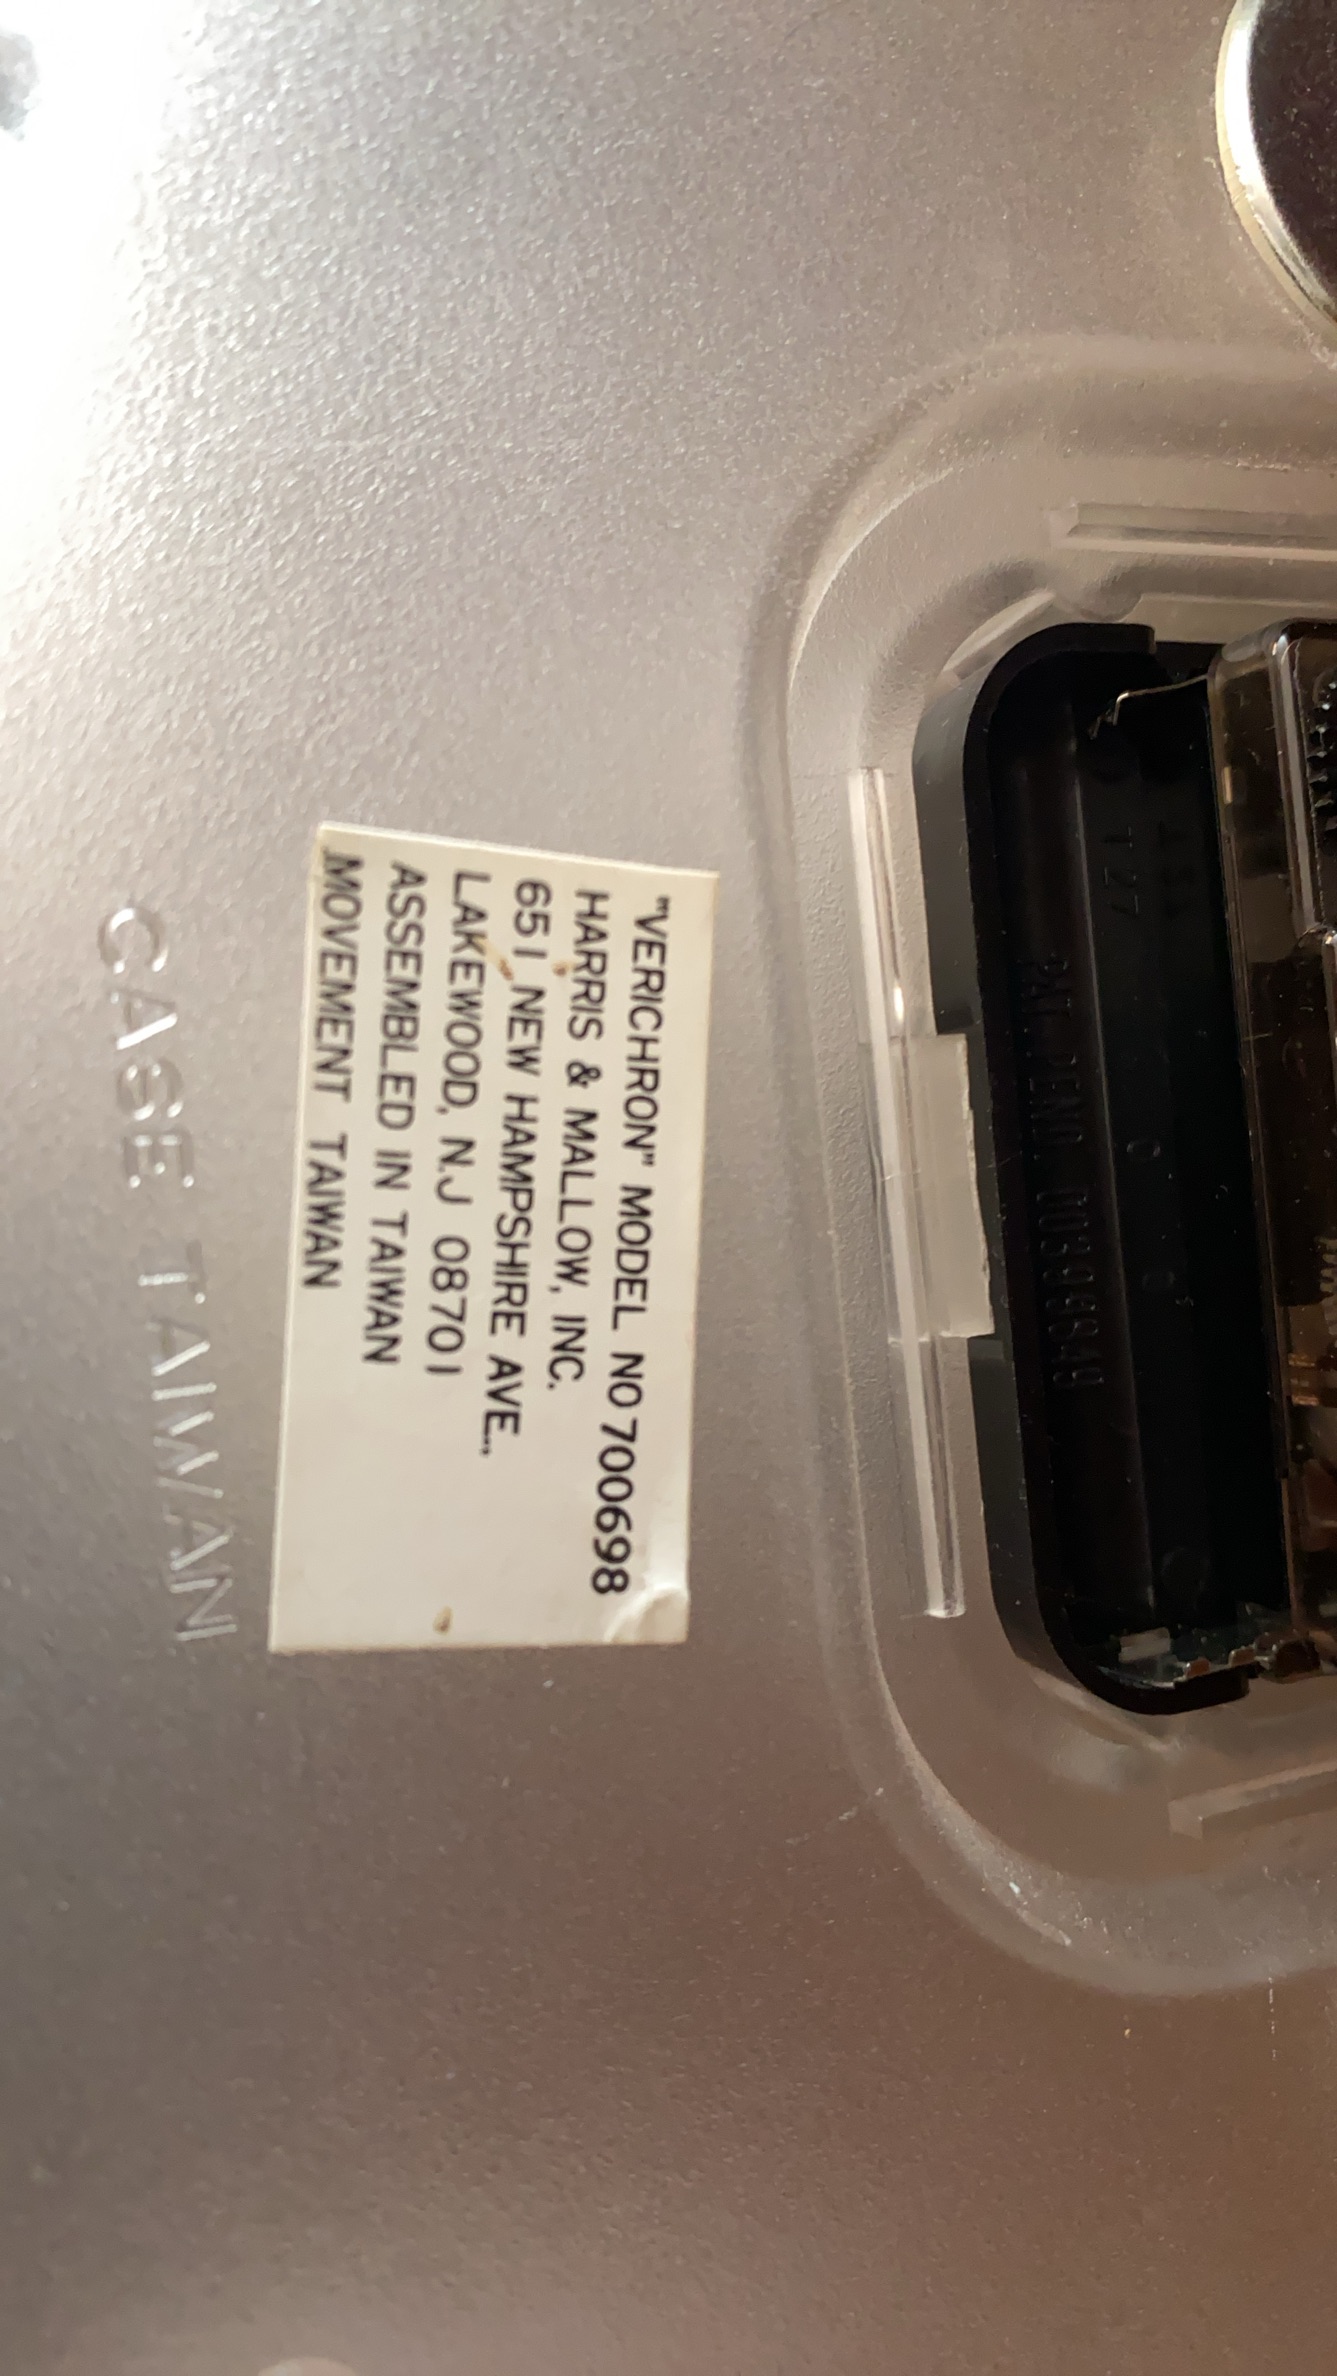 "VERICHRON" MODEL NO 700698
HARRIS & MALLOW, INC.
651 NEW HAMPSHIRE AVE.,
LAKEWOOD, N.J 08701
ASSEMBLED IN TAIWAN
MOVEMENT TAIWAN
CASE TAIWAN
127